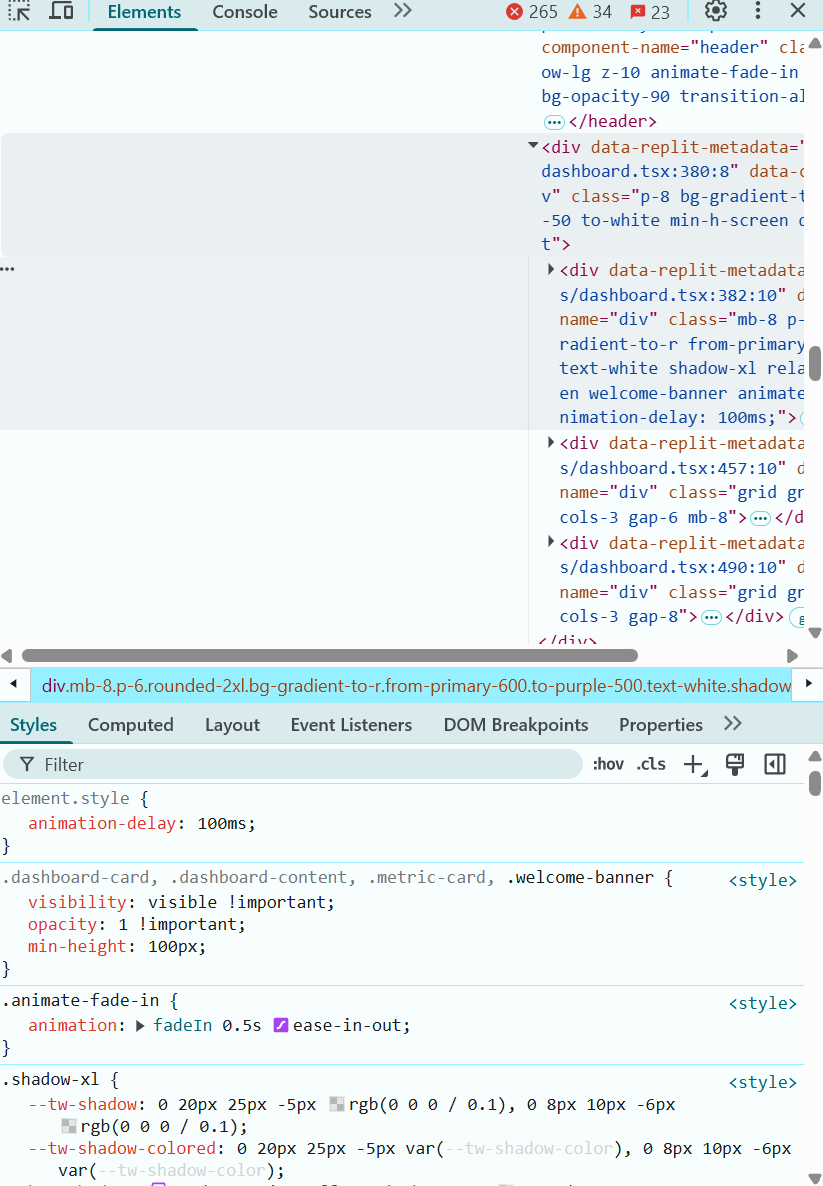 Elements Console Sources 265 34 23
component-name="header" cla
ow-lg z-10 animate-fade-in
bg-opacity-90 transition-al
</header>
<div data-replit-metadata="
dashboard.tsx:380:8" data-c
v" class="p-8 bg-gradient-t
-50 to-white min-h-screen
t">
<div data-replit-metadata
s/dashboard.tsx:382:10" d
name="div" class="mb-8 p-
radient-to-r from-primary
text-white shadow-xl rela
en welcome-banner animate
nimation-delay: 100ms;">
<div data-replit-metadata
s/dashboard.tsx:457:10" d
name="div" class="grid gr
cols-3 gap-6 mb-8"> </d
<div data-replit-metadata
s/dashboard.tsx:490:10" d
name="div" class="grid gr
cols-3 gap-8"> </div> g
</div>
div.mb-8.p-6.rounded-2xl.bg-gradient-to-r.from-primary-600.to-purple-500.text-white.shadow
Styles Computed Layout Event Listeners DOM Breakpoints Properties
Filter :hov .cls
element.style {
animation-delay: 100ms;
}
.dashboard-card, .dashboard-content, .metric-card, .welcome-banner { <style>
visibility: visible !important;
opacity: 1 !important;
min-height: 100px;
}
.animate-fade-in { <style>
animation: fadeIn 0.5s ease-in-out;
}
.shadow-xl { <style>
--tw-shadow: 0 20px 25px -5px rgb(0 0 0 / 0.1), 0 8px 10px -6px
rgb(0 0 0 / 0.1);
--tw-shadow-colored: 0 20px 25px -5px var(--tw-shadow-color), 0 8px 10px -6px
var(--tw-shadow-color);